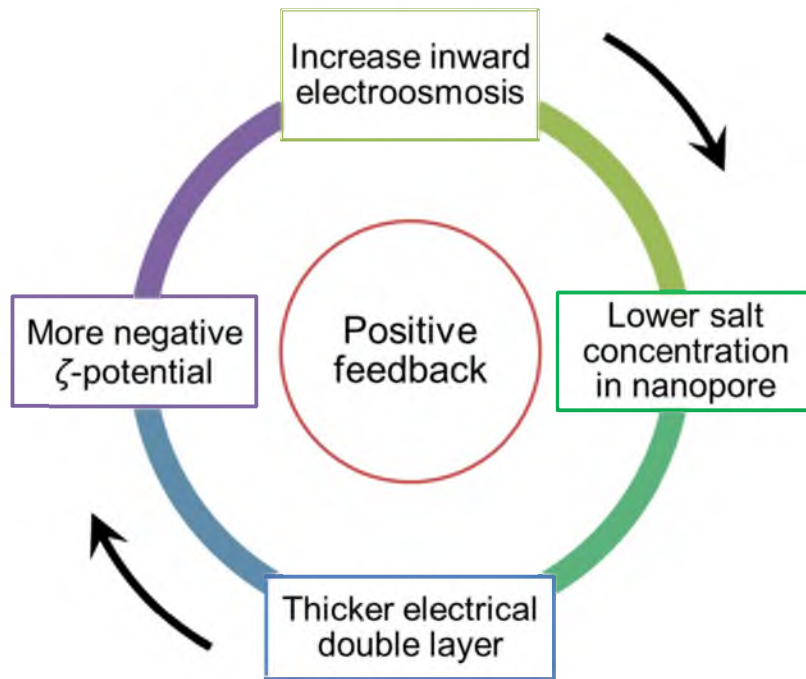 Increase inward
electroosmosis
Lower salt
concentration
in nanopore
Thicker electrical
double layer
More negative
ζ-potential
Positive
feedback